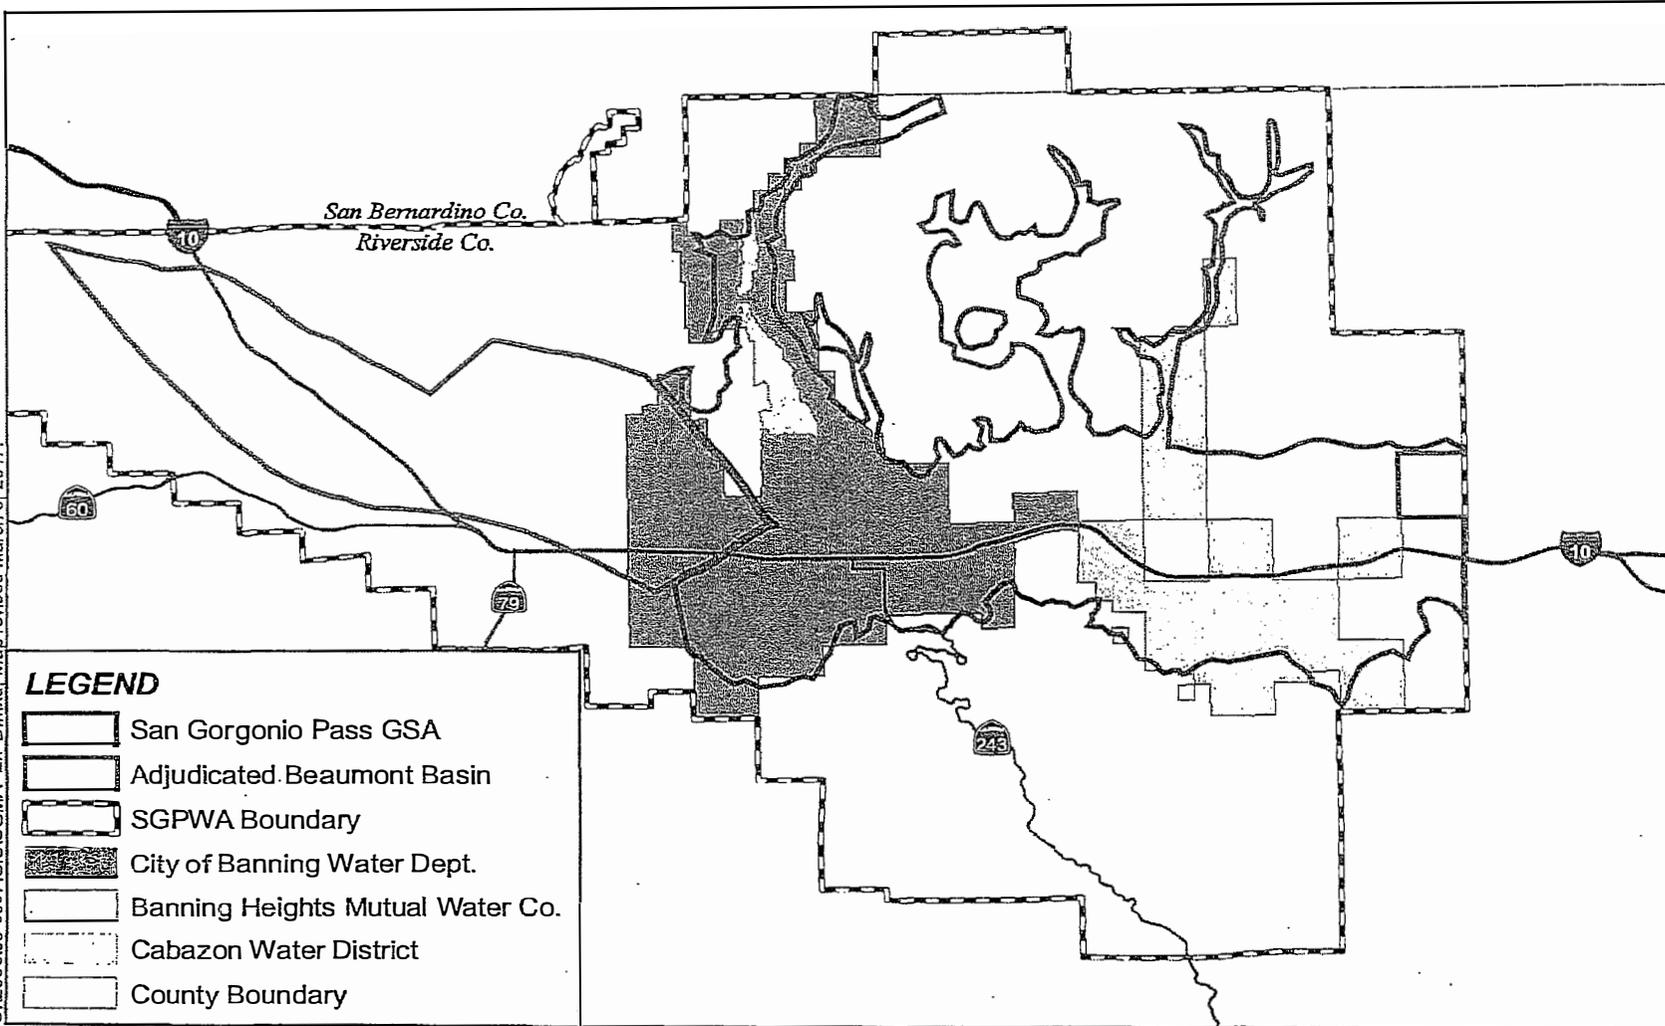 San Bernardino Co.
10
Riverside Co.
60
10
79
LEGEND
San Gorgonio Pass GSA
243
Adjudicated Beaumont Basin
SGPWA Boundary
City of Banning Water Dept.
Banning Heights Mutual Water Co.
Cabazon Water District
County Boundary